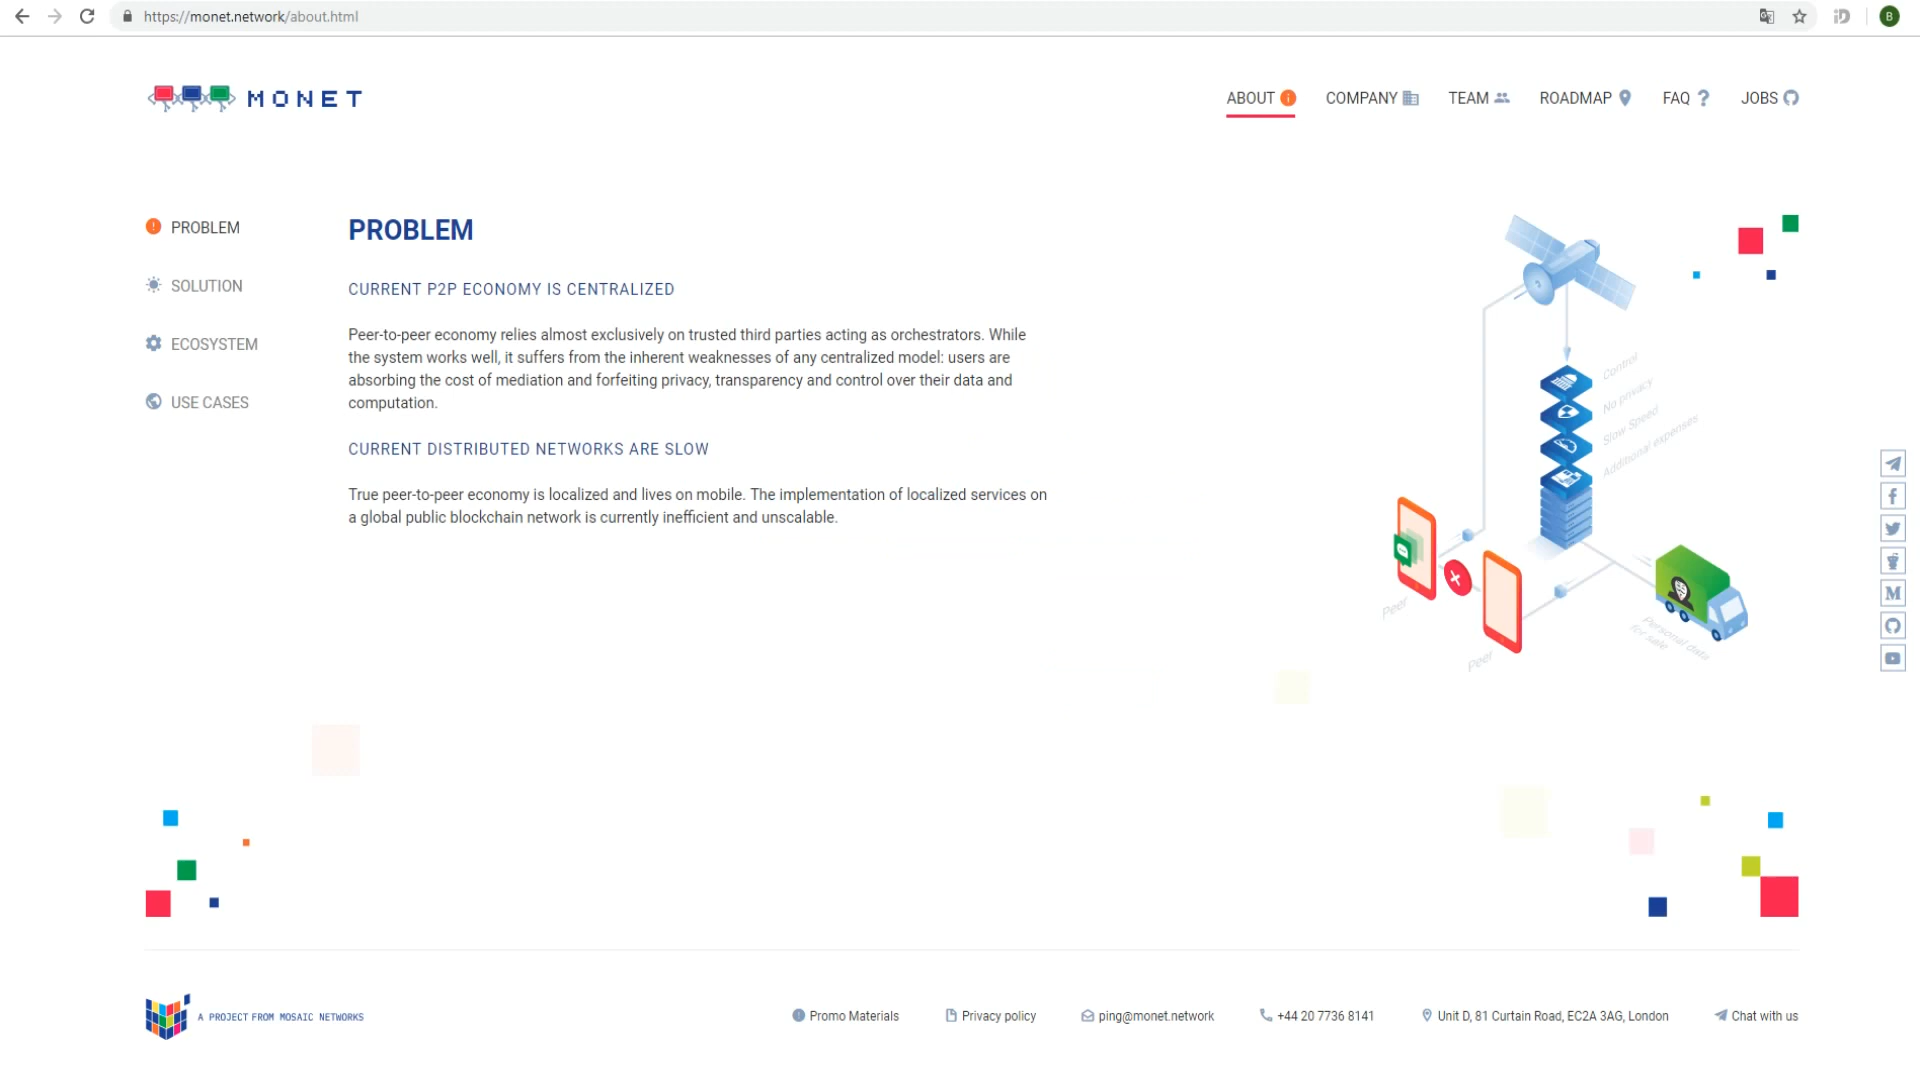 https://monet.network/about.html
B
MONET
ABOUT
COMPANY
TEAM
ROADMAP
FAQ ?
JOBS
PROBLEM
SOLUTION
ECOSYSTEM
USE CASES
PROBLEM
CURRENT P2P ECONOMY IS CENTRALIZED
Peer-to-peer economy relies almost exclusively on trusted third parties acting as orchestrators. While
the system works well, it suffers from the inherent weaknesses of any centralized model: users are
absorbing the cost of mediation and forfeiting privacy, transparency and control over their data and
computation.
CURRENT DISTRIBUTED NETWORKS ARE SLOW
True peer-to-peer economy is localized and lives on mobile. The implementation of localized services on
a global public blockchain network is currently inefficient and unscalable.
Control
No privacy
Slow Speed
Additional expenses
Peer
Peer
Personal data
for sale
A PROJECT FROM MOSAIC NETWORKS
Promo Materials
Privacy policy
ping@monet.network
+44 20 7736 8141
Unit D, 81 Curtain Road, EC2A 3AG, London
Chat with us